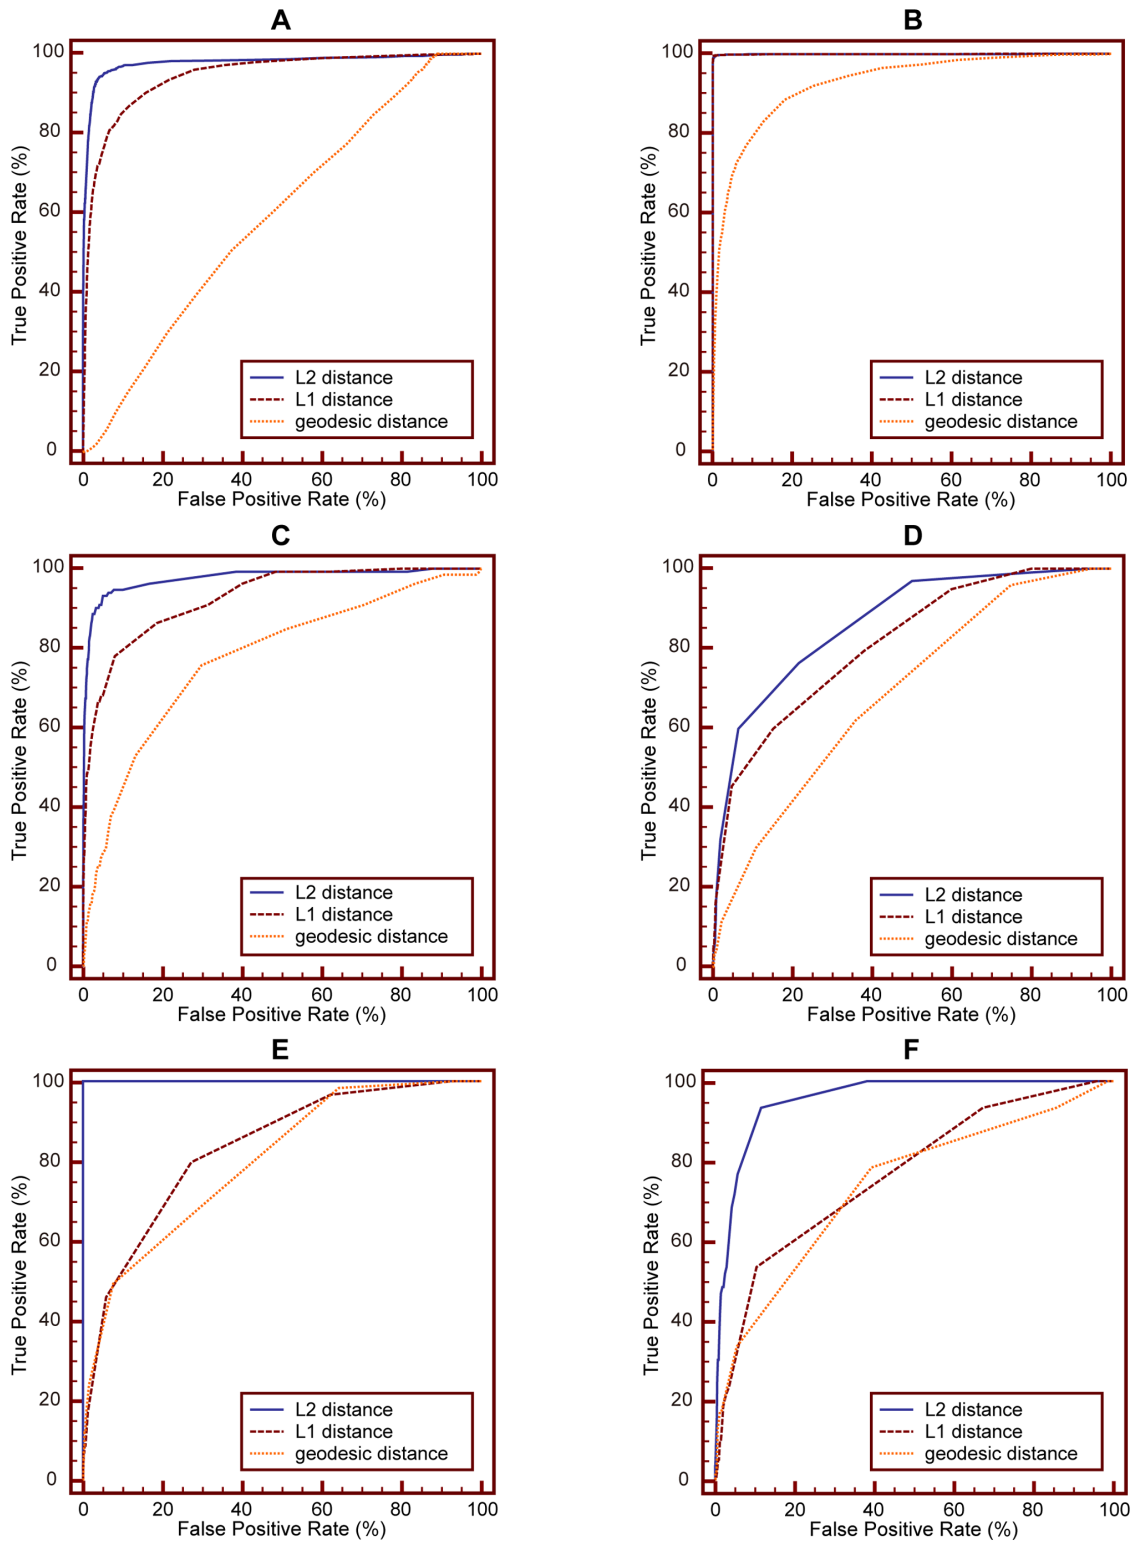 A
True Positive Rate (%)
100
80
60
40
20
0
L2 distance
L1 distance
geodesic distance
0 20 40 60 80 100
False Positive Rate (%)
B
True Positive Rate (%)
100
80
60
40
20
0
L2 distance
L1 distance
geodesic distance
0 20 40 60 80 100
False Positive Rate (%)
C
True Positive Rate (%)
100
80
60
40
20
0
L2 distance
L1 distance
geodesic distance
0 20 40 60 80 100
False Positive Rate (%)
D
True Positive Rate (%)
100
80
60
40
20
0
L2 distance
L1 distance
geodesic distance
0 20 40 60 80 100
False Positive Rate (%)
E
True Positive Rate (%)
100
80
60
40
20
0
L2 distance
L1 distance
geodesic distance
0 20 40 60 80 100
False Positive Rate (%)
F
True Positive Rate (%)
100
80
60
40
20
0
L2 distance
L1 distance
geodesic distance
0 20 40 60 80 100
False Positive Rate (%)